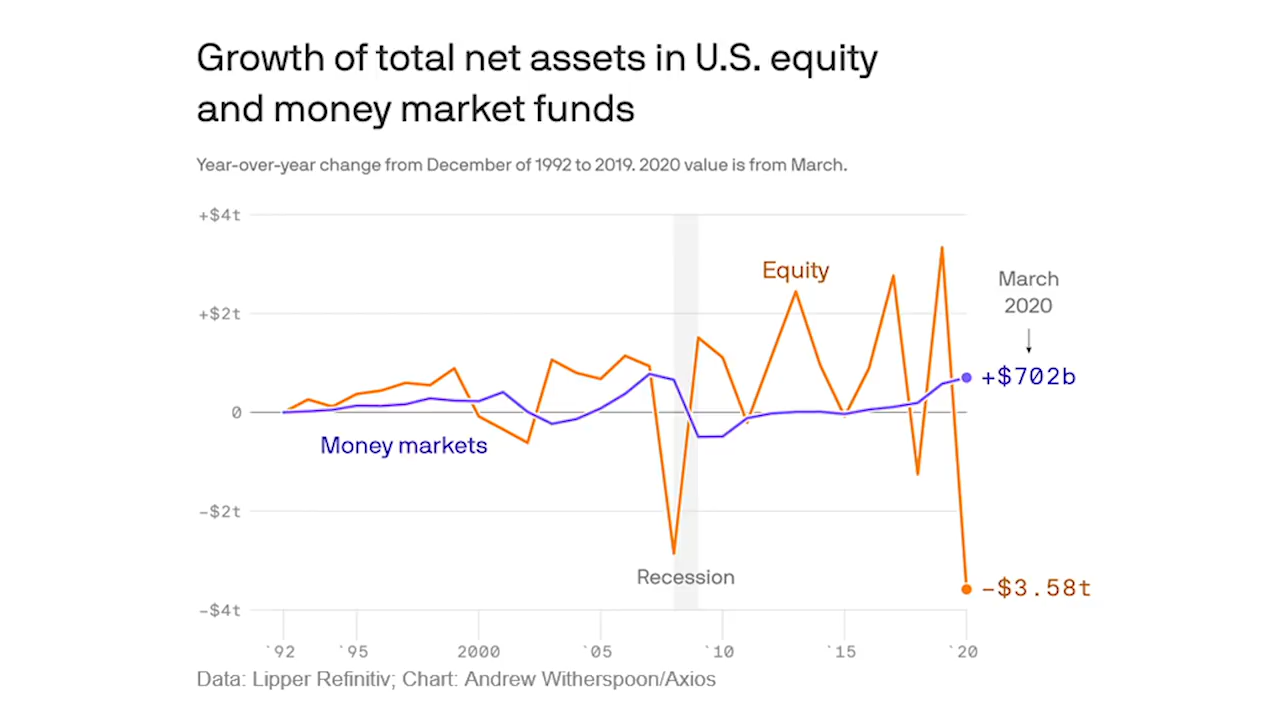 Growth of total net assets in U.S. equity
and money market funds
Year-over-year change from December of 1992 to 2019. 2020 value is from March.
+$4t
+$2t
0
-$2t
-$4t
Equity
Money markets
Recession
March
2020
+$702b
-$3.58t
`92
`95
2000
`05
`10
`15
`20
Data: Lipper Refinitiv; Chart: Andrew Witherspoon/Axios